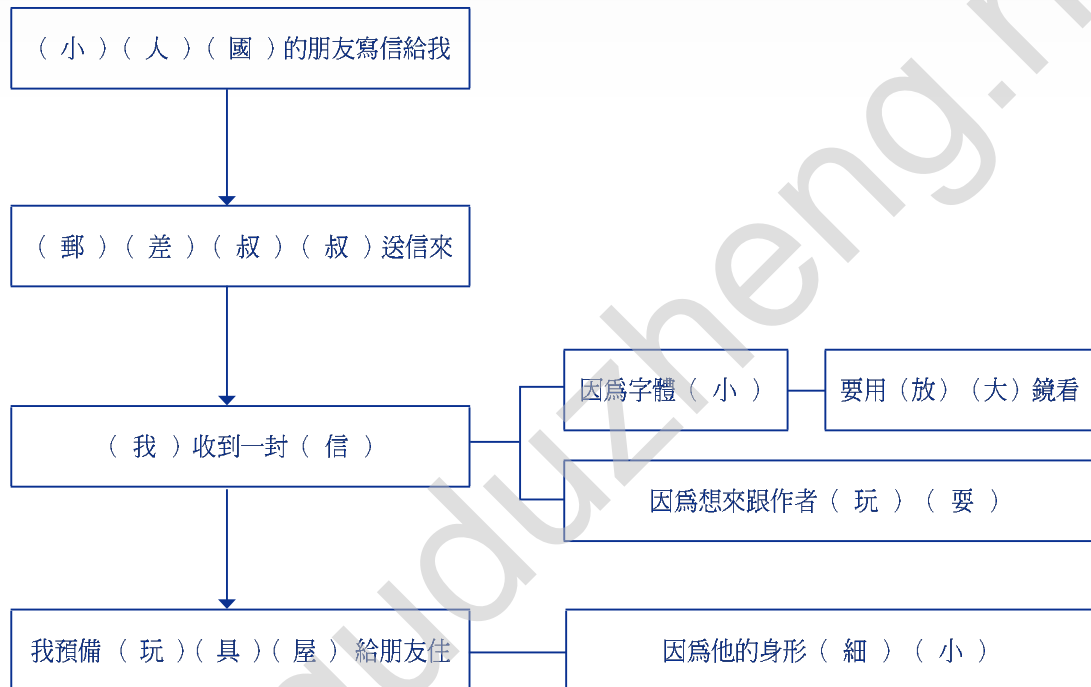 （ 小 ）（ 人 ）（ 國 ）的朋友寫信給我
（ 郵 ）（ 差 ）（ 叔 ）（ 叔 ）送信來
因為字體（ 小 ）
要用（放）（大）鏡看
（ 我 ）收到一封（ 信 ）
因為想來跟作者（ 玩 ）（ 耍 ）
我預備（ 玩 ）（ 具 ）（ 屋 ）給朋友住
因為他的身形（ 細 ）（ 小 ）